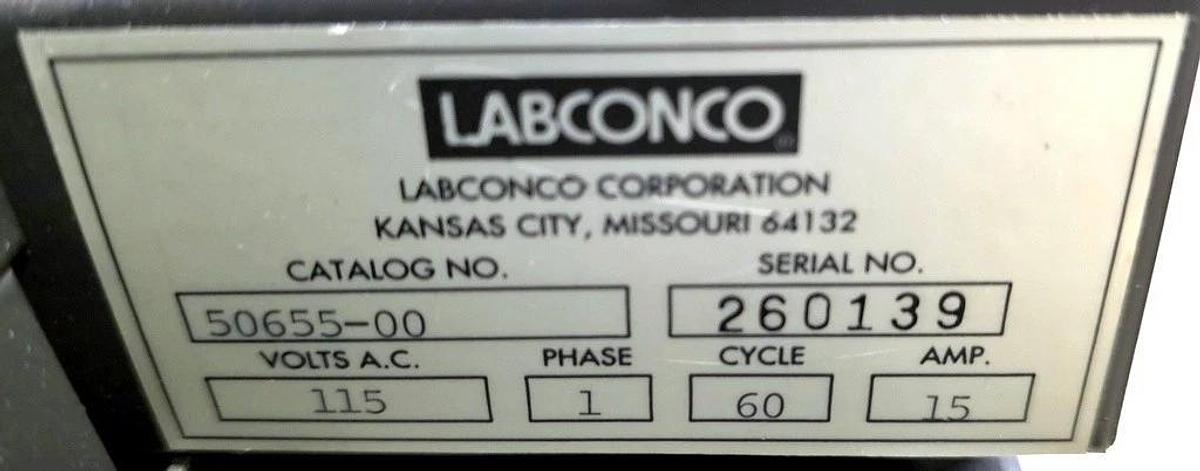 LABCONCO
LABCONCO CORPORATION
KANSAS CITY, MISSOURI 64132
CATALOG NO. SERIAL NO.
50655-00 260139
VOLTS A.C. PHASE CYCLE AMP.
115 1 60 15